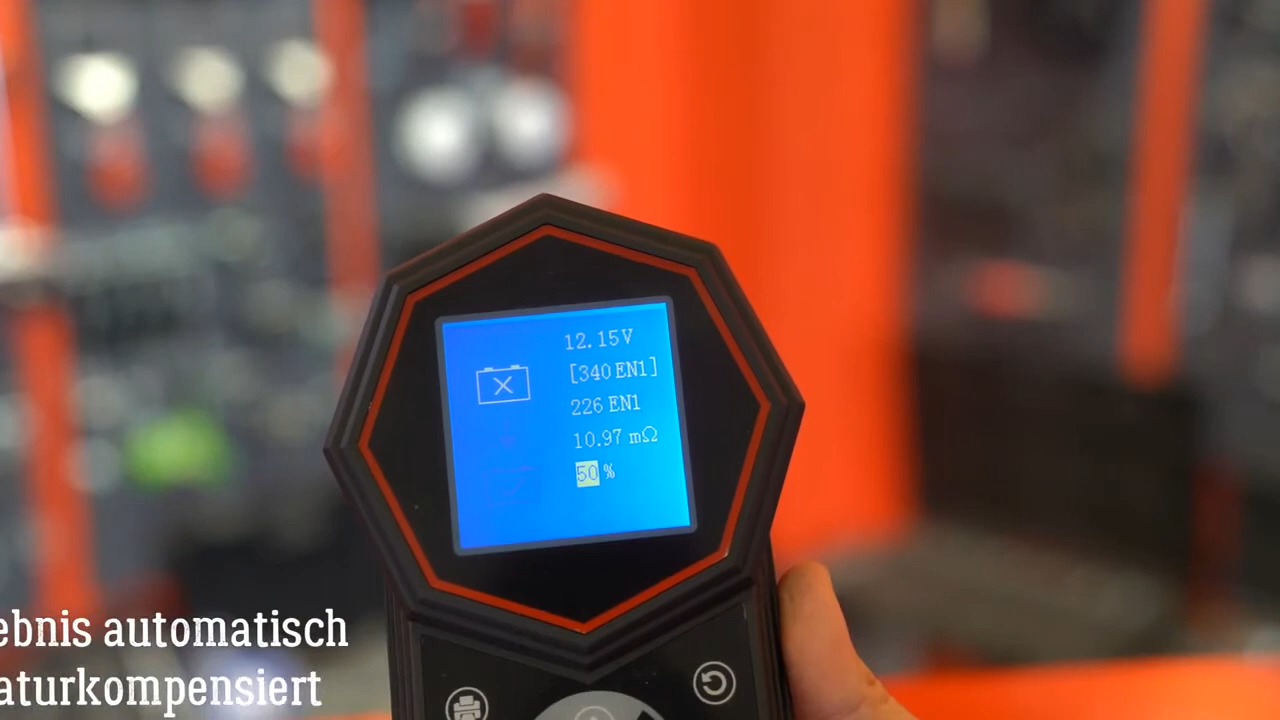 12.15V
[340 EN1]
226 EN1
10.97 mΩ
50 %
ebnis automatisch
aturkompensiert